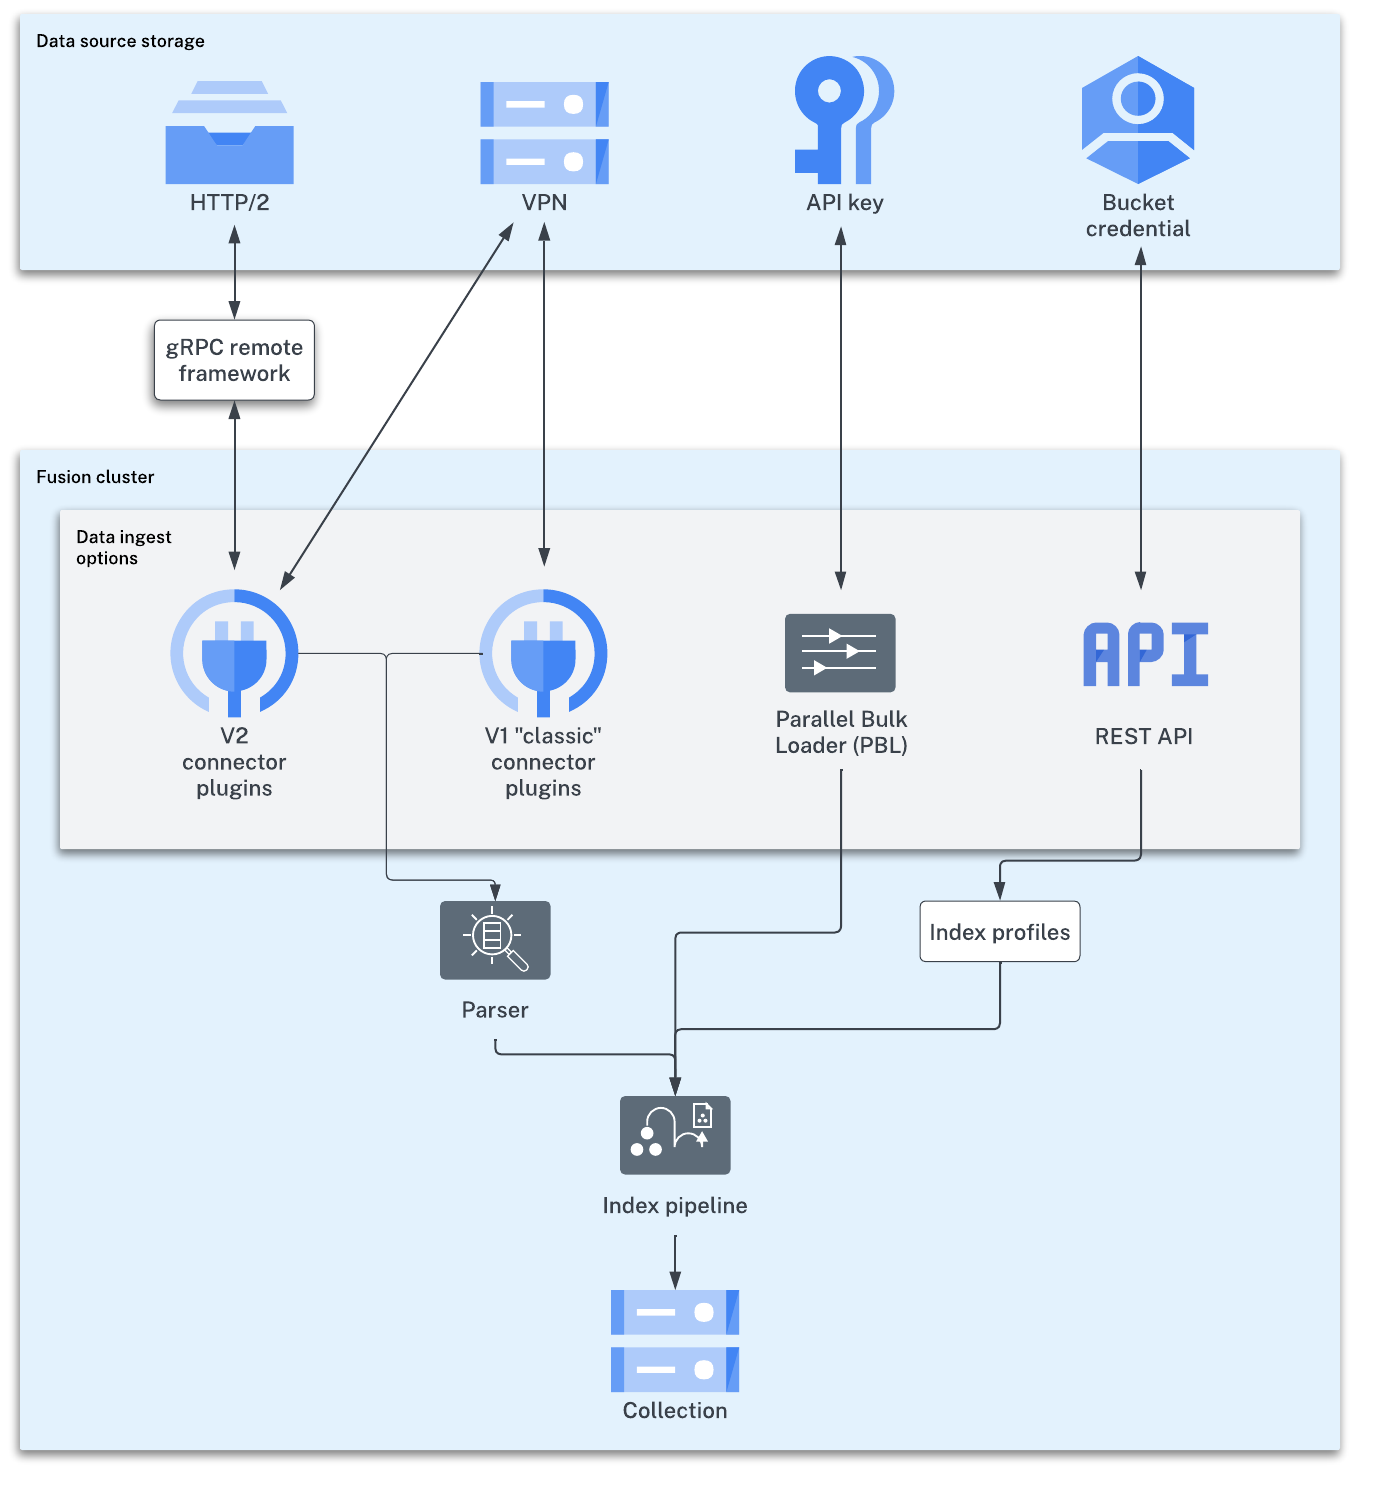 Data source storage
HTTP/2
VPN
API key
Bucket
credential
gRPC remote
framework
Fusion cluster
Data ingest
options
V2
connector
plugins
V1 "classic"
connector
plugins
Parallel Bulk
Loader (PBL)
API
REST API
Parser
Index profiles
Index pipeline
Collection